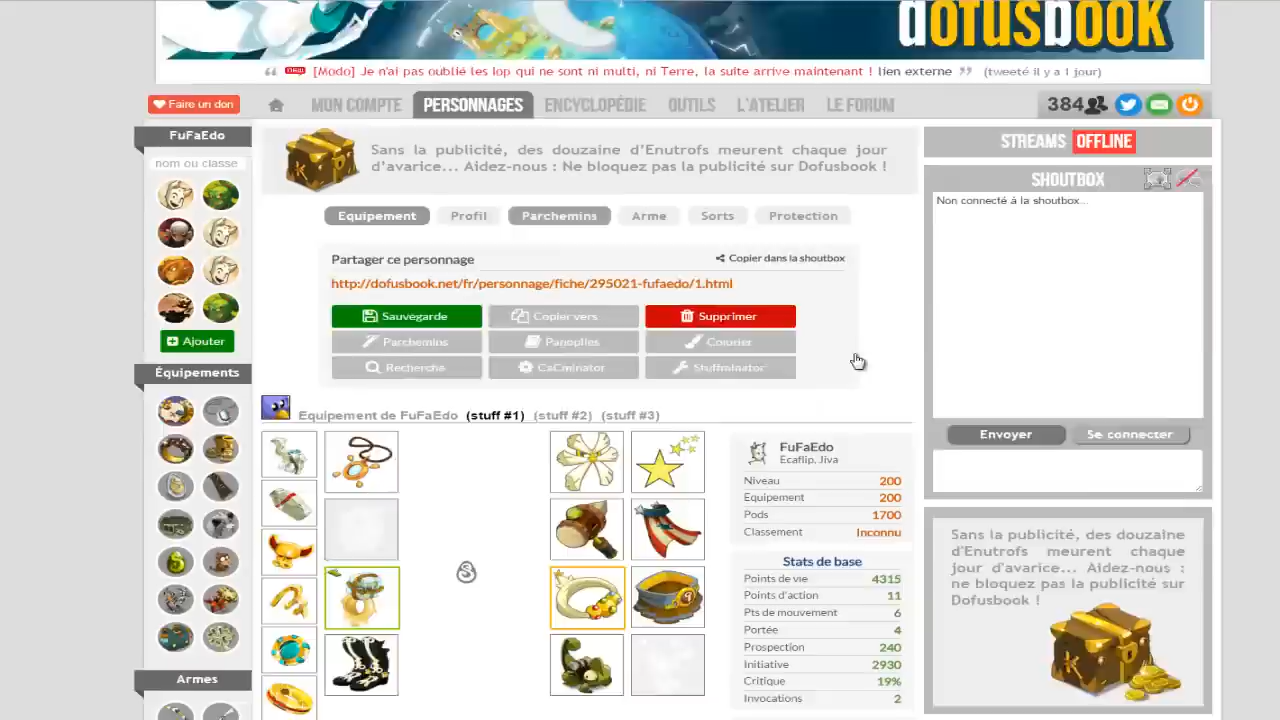 dofusbook
NEW [Modo] Je n'ai pas oublié les Iop qui ne sont ni multi, ni Terre, la suite arrive maintenant ! lien externe (tweeté il y a 1 jour)
Faire un don
MON COMPTE PERSONNAGES ENCYCLOPÉDIE OUTILS L'ATELIER LE FORUM
384
FuFaEdo
nom ou classe
Ajouter
Équipements
Armes
Sans la publicité, des douzaine d'Enutrofs meurent chaque jour
d'avarice... Aidez-nous : Ne bloquez pas la publicité sur Dofusbook !
Equipement Profil Parchemins Arme Sorts Protection
Partager ce personnage
Copier dans la shoutbox
http://dofusbook.net/fr/personnage/fiche/295021-fufaedo/1.html
Sauvegarde Copier vers Supprimer
Parchemins Panoplies Courrier
Recherche CaCminator Stuffminator
Equipement de FuFaEdo (stuff #1) (stuff #2) (stuff #3)
FuFaEdo
Ecaflip, Jiva
Niveau 200
Equipement 200
Pods 1700
Classement Inconnu
Stats de base
Points de vie 4315
Points d'action 11
Pts de mouvement 6
Portée 4
Prospection 240
Initiative 2930
Critique 19%
Invocations 2
STREAMS OFFLINE
SHOUTBOX
Non connecté à la shoutbox...
Envoyer Se connecter
Sans la publicité, des douzaine
d'Enutrofs meurent chaque
jour d'avarice... Aidez-nous :
ne bloquez pas la publicité sur
Dofusbook !